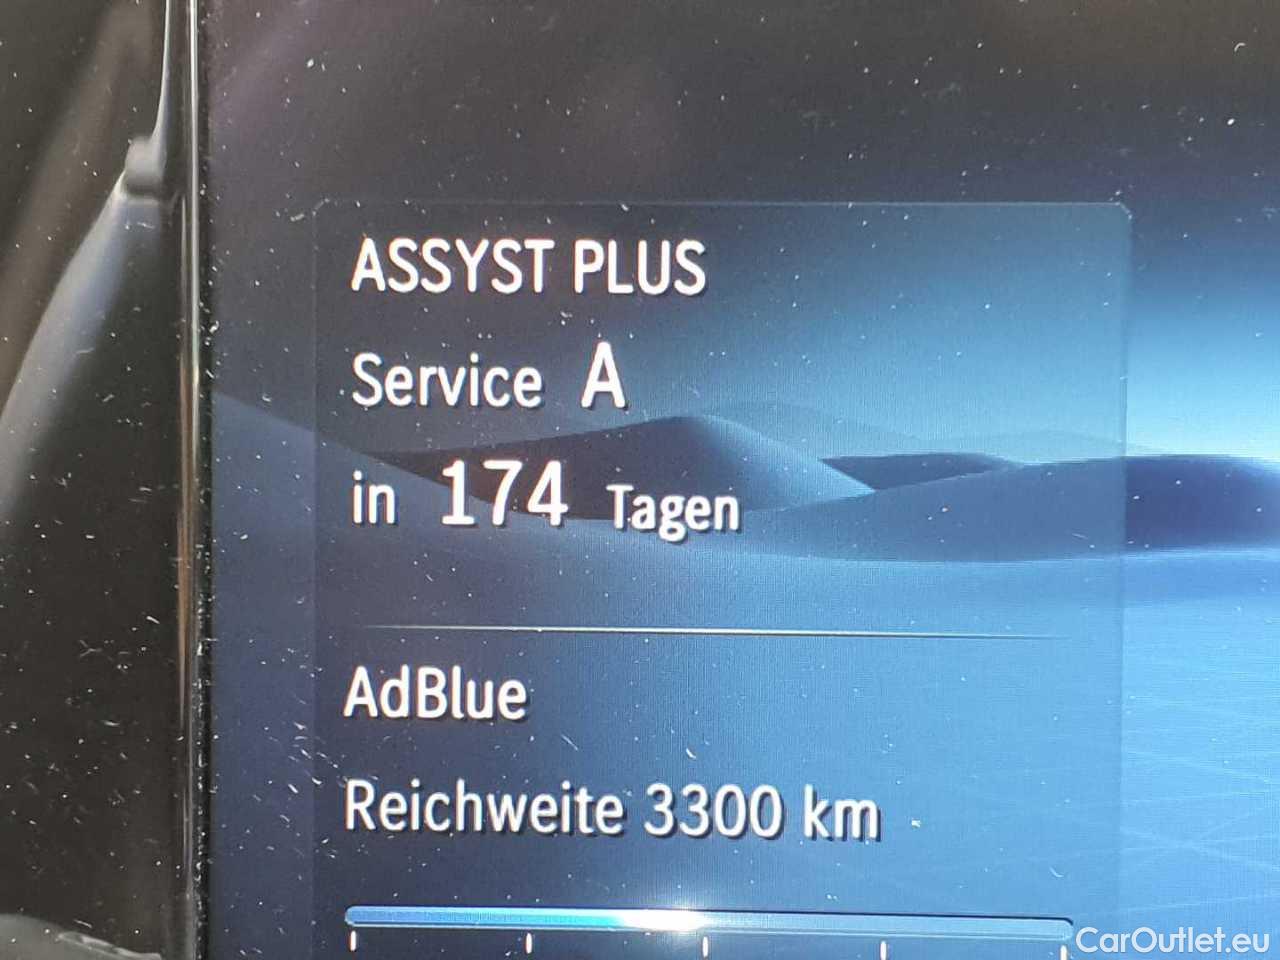 ASSYST PLUS
Service A
in 174 Tagen
AdBlue
Reichweite 3300 km
CarOutlet.eu